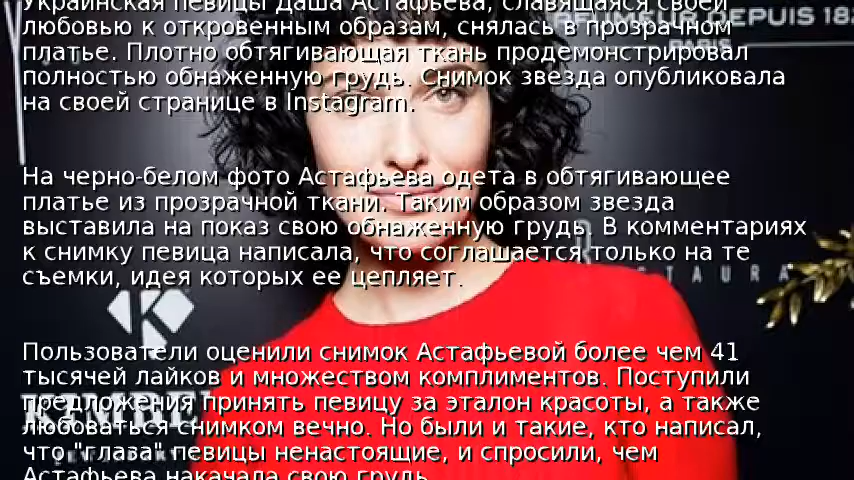 Украинская певицы Даша Астафьева, славящаяся своей
любовью к откровенным образам, снялась в прозрачном
платье. Плотно обтягивающая ткань продемонстрировал
полностью обнаженную грудь. Снимок звезда опубликовала
на своей странице в Instagram.
На черно-белом фото Астафьева одета в обтягивающее
платье из прозрачной ткани. Таким образом звезда
выставила на показ свою обнаженную грудь. В комментариях
к снимку певица написала, что соглашается только на те
съемки, идея которых ее цепляет.
Пользователи оценили снимок Астафьевой более чем 41
тысячей лайков и множеством комплиментов. Поступили
предложения принять певицу за эталон красоты, а также
любоваться снимком вечно. Но были и такие, кто написал,
что "глаза" певицы ненастоящие, и спросили, чем
Астафьева накачала свою грудь.
PARFUMEUR DEPUIS 18
PARIS